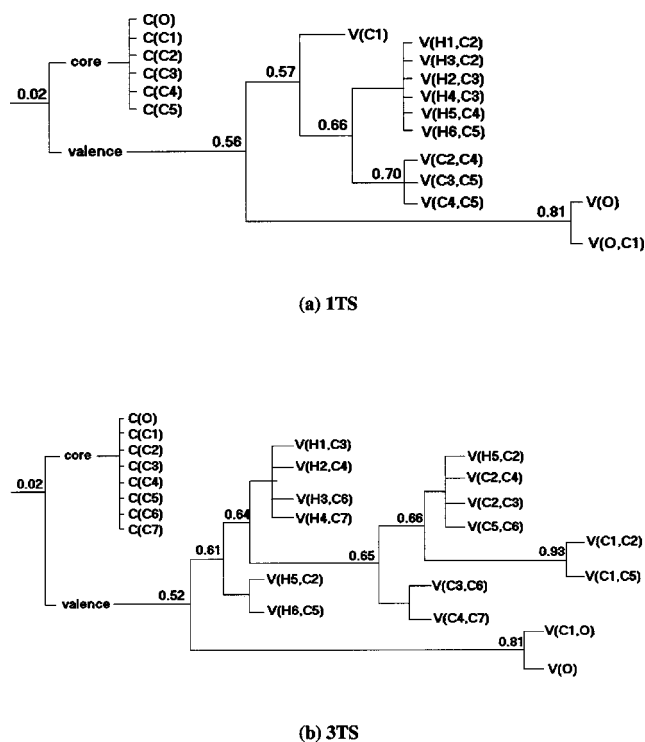 C(O)
C(C1)
C(C2)
C(C3)
C(C4)
C(C5)
core
0.02
valence
0.56
0.57
V(C1)
0.66
V(H1,C2)
V(H3,C2)
V(H2,C3)
V(H4,C3)
V(H5,C4)
V(H6,C5)
0.70
V(C2,C4)
V(C3,C5)
V(C4,C5)
0.81
V(O)
V(O,C1)
(a) 1TS
C(O)
C(C1)
C(C2)
C(C3)
C(C4)
C(C5)
C(C6)
C(C7)
core
0.02
valence
0.52
0.61
0.64
V(H1,C3)
V(H2,C4)
V(H3,C6)
V(H4,C7)
V(H5,C2)
V(H6,C5)
0.65
0.66
V(H5,C2)
V(C2,C4)
V(C2,C3)
V(C5,C6)
0.93
V(C1,C2)
V(C1,C5)
V(C3,C6)
V(C4,C7)
0.81
V(C1,O)
V(O)
(b) 3TS